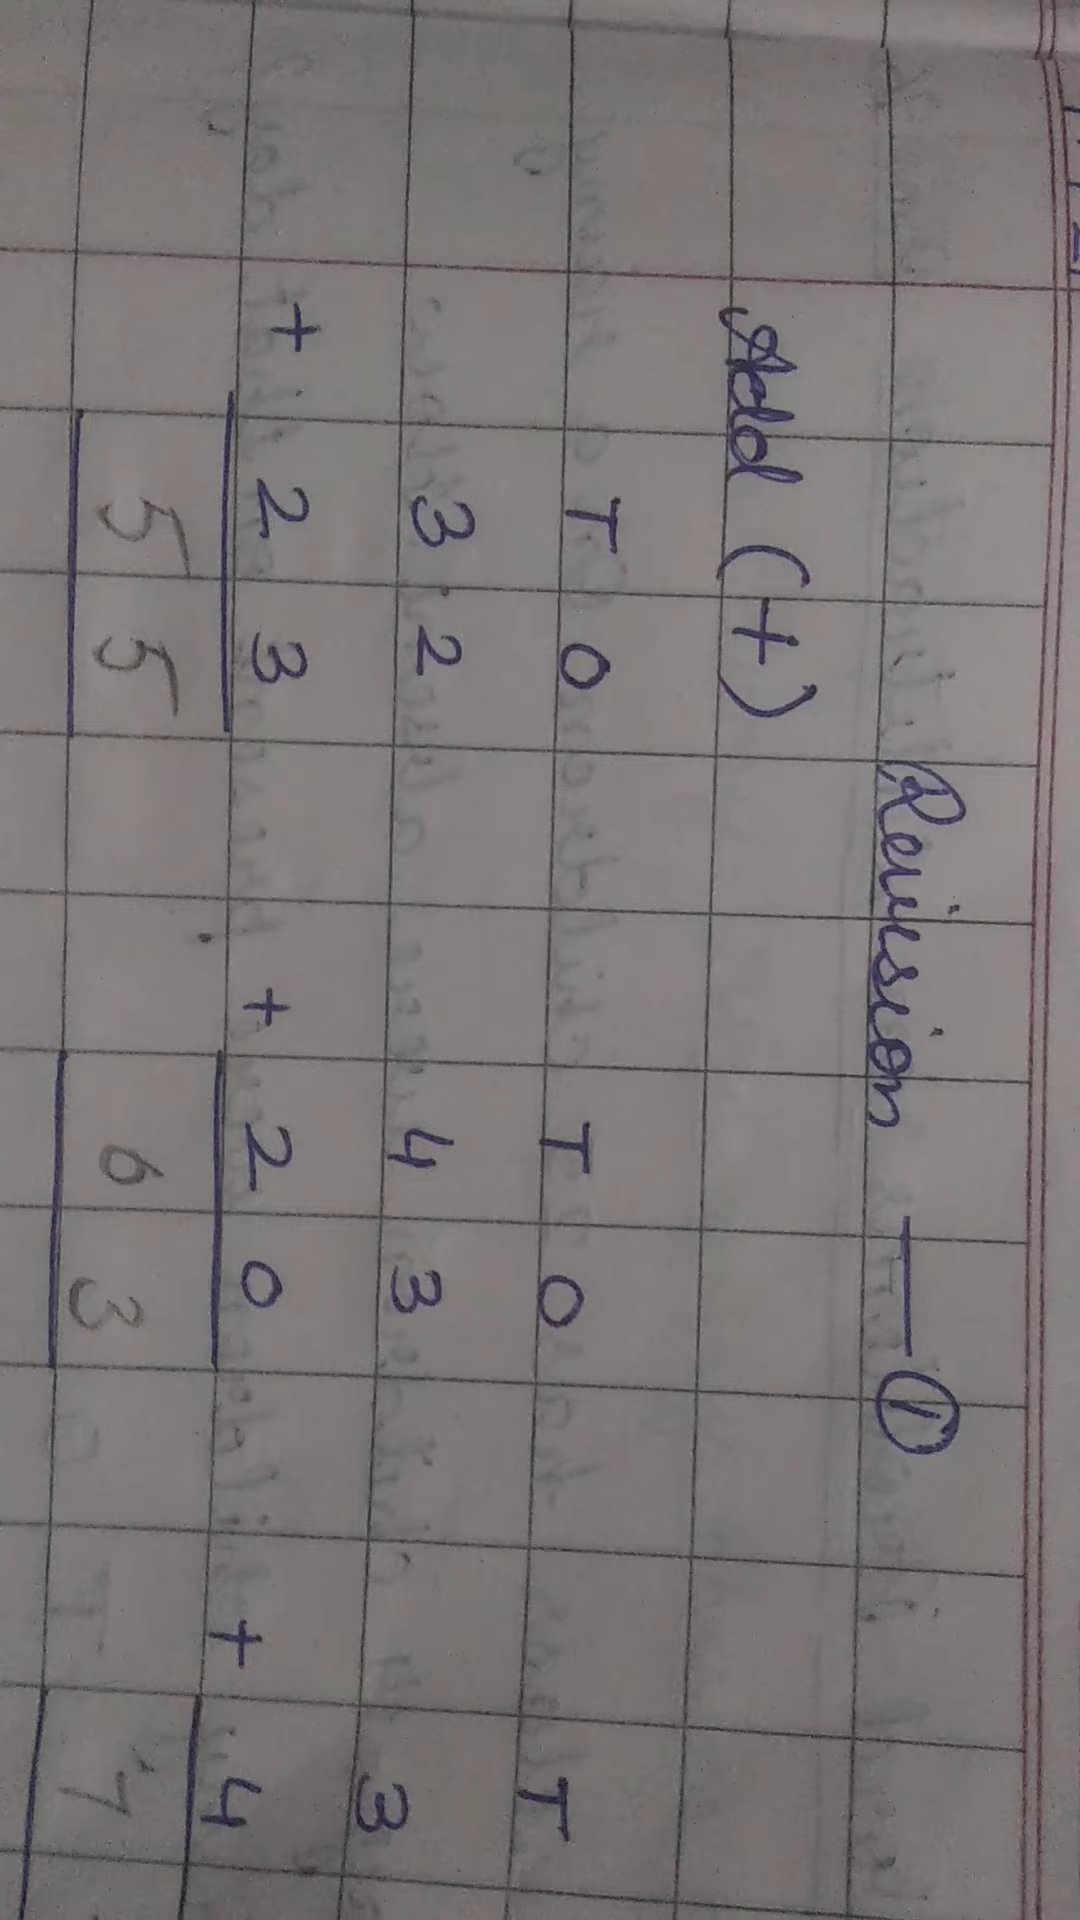 Revision — ①
Add (+)
T O T O T
3 2 4 3 3
+ 2 3 + 2 0 + 4
5 5 6 3 7